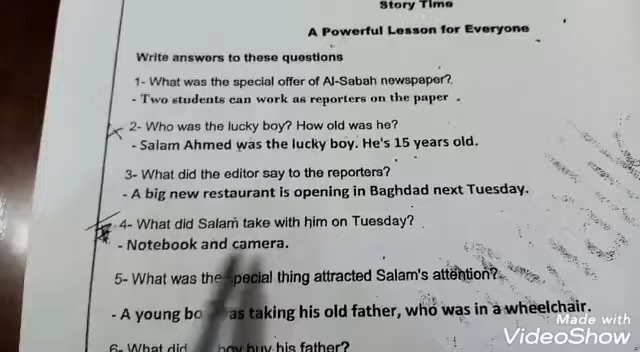 Story Time
A Powerful Lesson for Everyone
Write answers to these questions
1- What was the special offer of Al-Sabah newspaper?
- Two students can work as reporters on the paper .
2- Who was the lucky boy? How old was he?
- Salam Ahmed was the lucky boy. He's 15 years old.
3- What did the editor say to the reporters?
- A big new restaurant is opening in Baghdad next Tuesday.
4- What did Salam take with him on Tuesday?
- Notebook and camera.
5- What was the special thing attracted Salam's attention?
- A young bo as taking his old father, who was in a wheelchair.
6- What did boy buy his father?
Made with
VideoShow